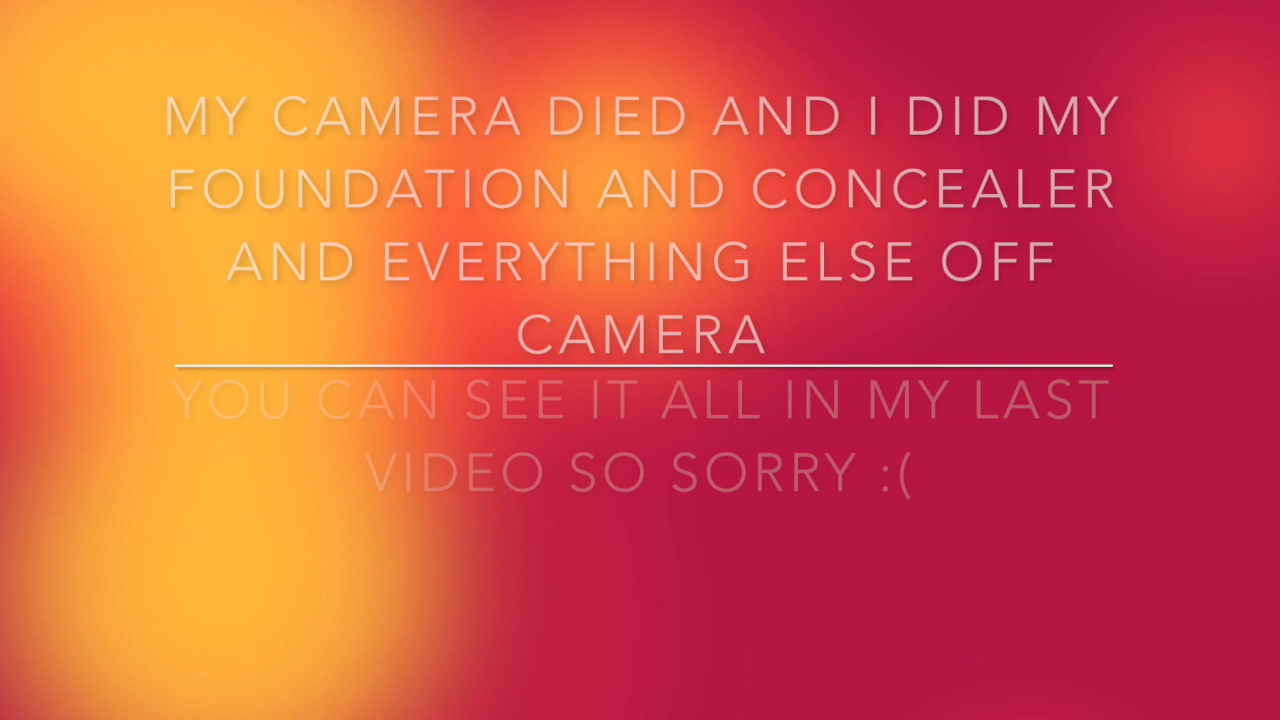 MY CAMERA DIED AND I DID MY
FOUNDATION AND CONCEALER
AND EVERYTHING ELSE OFF
CAMERA
YOU CAN SEE IT ALL IN MY LAST
VIDEO SO SORRY :(